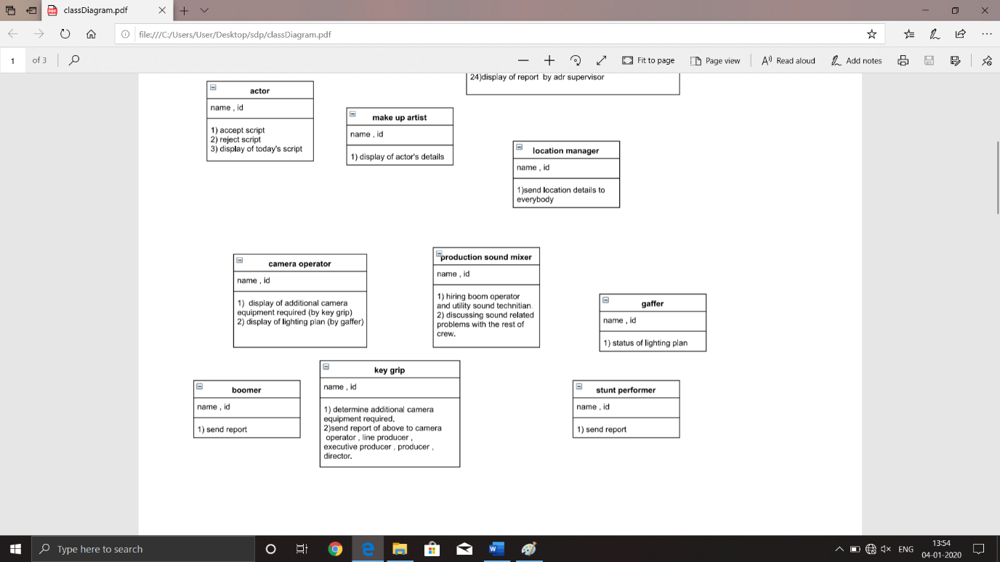 classDiagram.pdf
file:///C:/Users/User/Desktop/sdp/classDiagram.pdf
1 of 3
Fit to page
Page view
Read aloud
Add notes
24)display of report by adr supervisor
actor
name , id
1) accept script
2) reject script
3) display of today's script
make up artist
name , id
1) display of actor's details
location manager
name , id
1)send location details to
everybody
camera operator
name , id
1) display of additional camera
equipment required (by key grip)
2) display of lighting plan (by gaffer)
production sound mixer
name , id
1) hiring boom operator
and utility sound technitian.
2) discussing sound related
problems with the rest of
crew.
gaffer
name , id
1) status of lighting plan
boomer
name , id
1) send report
key grip
name , id
1) determine additional camera
equipment required.
2)send report of above to camera
operator , line producer ,
executive producer , producer ,
director.
stunt performer
name , id
1) send report
Type here to search
ENG
13:54
04-01-2020